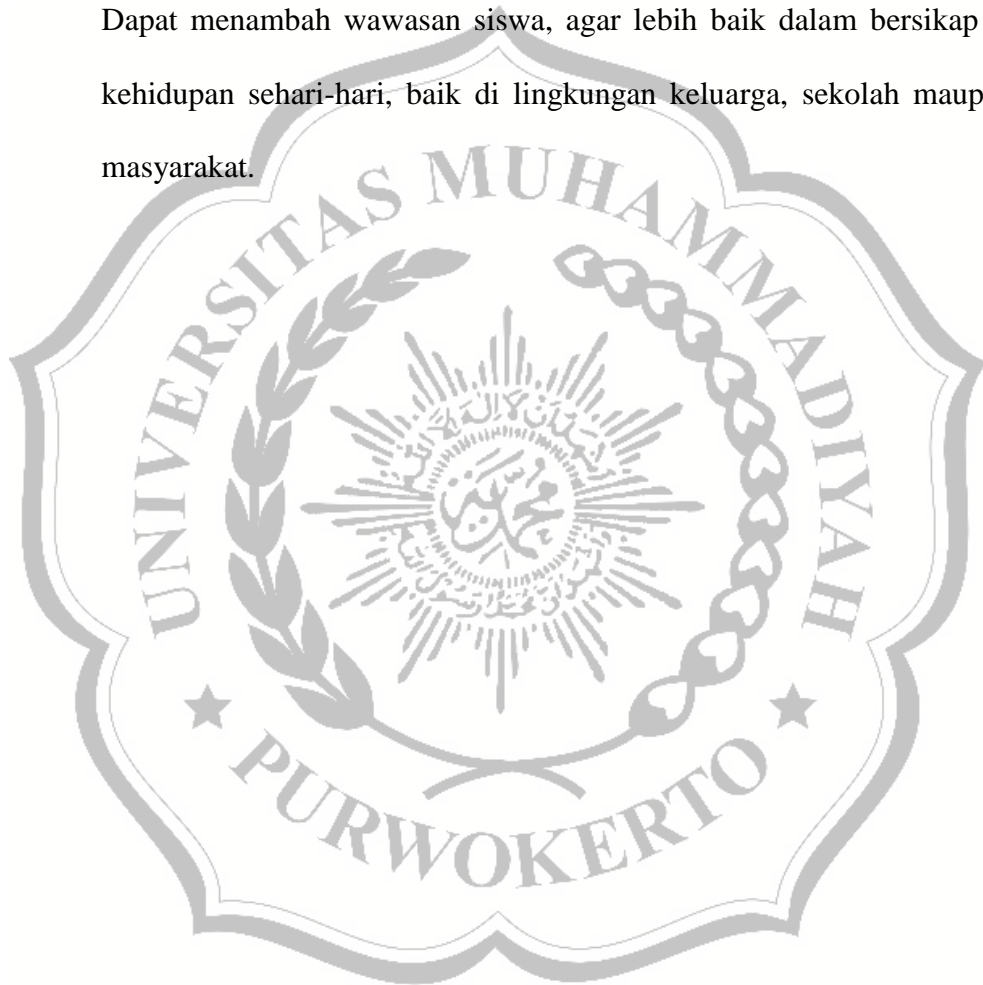 Dapat menambah wawasan siswa, agar lebih baik dalam bersikap
kehidupan sehari-hari, baik di lingkungan keluarga, sekolah maup
masyarakat.
UNIVERSITAS MUHAMMADIYAH
PURWOKERTO